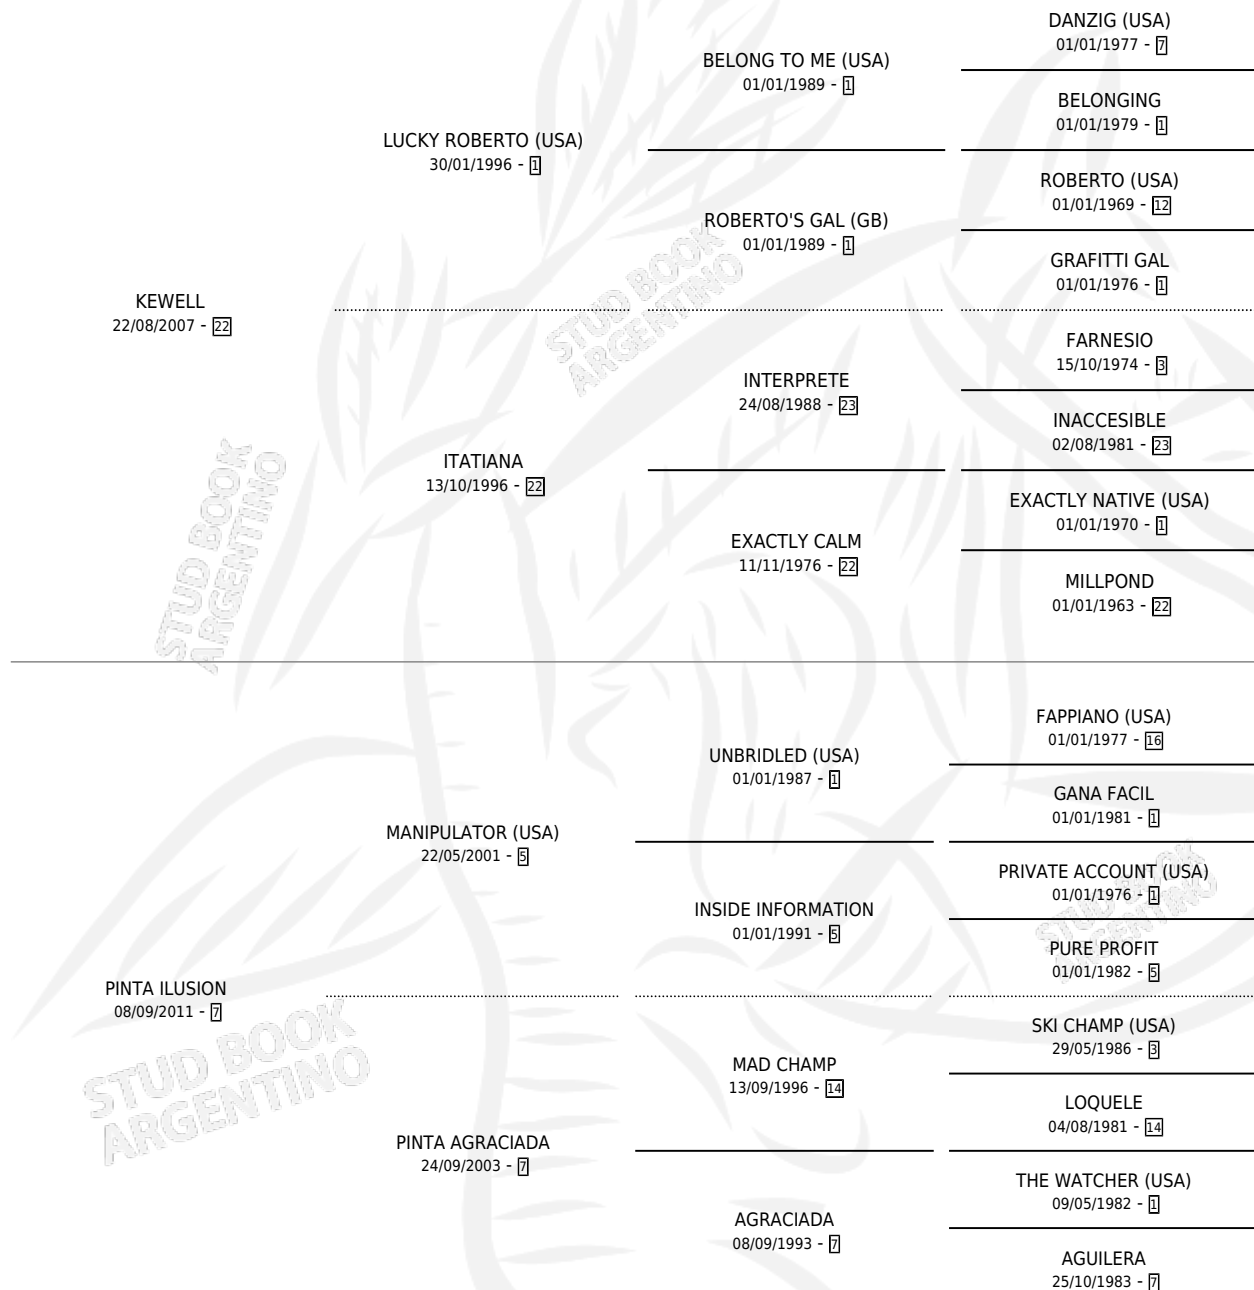 DANZIG (USA)
01/01/1977 - 7
BELONG TO ME (USA)
01/01/1989 - 1
BELONGING
01/01/1979 - 1
LUCKY ROBERTO (USA)
30/01/1996 - 1
ROBERTO (USA)
01/01/1969 - 12
ROBERTO'S GAL (GB)
01/01/1989 - 1
GRAFITTI GAL
01/01/1976 - 1
KEWELL
22/08/2007 - 22
FARNESIO
15/10/1974 - 3
INTERPRETE
24/08/1988 - 23
INACCESIBLE
02/08/1981 - 23
ITATIANA
13/10/1996 - 22
EXACTLY NATIVE (USA)
01/01/1970 - 1
EXACTLY CALM
11/11/1976 - 22
MILLPOND
01/01/1963 - 22
STUD BOOK
ARGENTINO
STUD BOOK
ARGENTINO
FAPPIANO (USA)
01/01/1977 - 16
UNBRIDLED (USA)
01/01/1987 - 1
GANA FACIL
01/01/1981 - 1
MANIPULATOR (USA)
22/05/2001 - 5
PRIVATE ACCOUNT (USA)
01/01/1976 - 1
INSIDE INFORMATION
01/01/1991 - 5
PURE PROFIT
01/01/1982 - 5
STUD BOOK
ARGENTINO
PINTA ILUSION
08/09/2011 - 7
SKI CHAMP (USA)
29/05/1986 - 3
MAD CHAMP
13/09/1996 - 14
LOQUELE
04/08/1981 - 14
PINTA AGRACIADA
24/09/2003 - 7
THE WATCHER (USA)
09/05/1982 - 1
AGRACIADA
08/09/1993 - 7
AGUILERA
25/10/1983 - 7
STUD BOOK
ARGENTINO